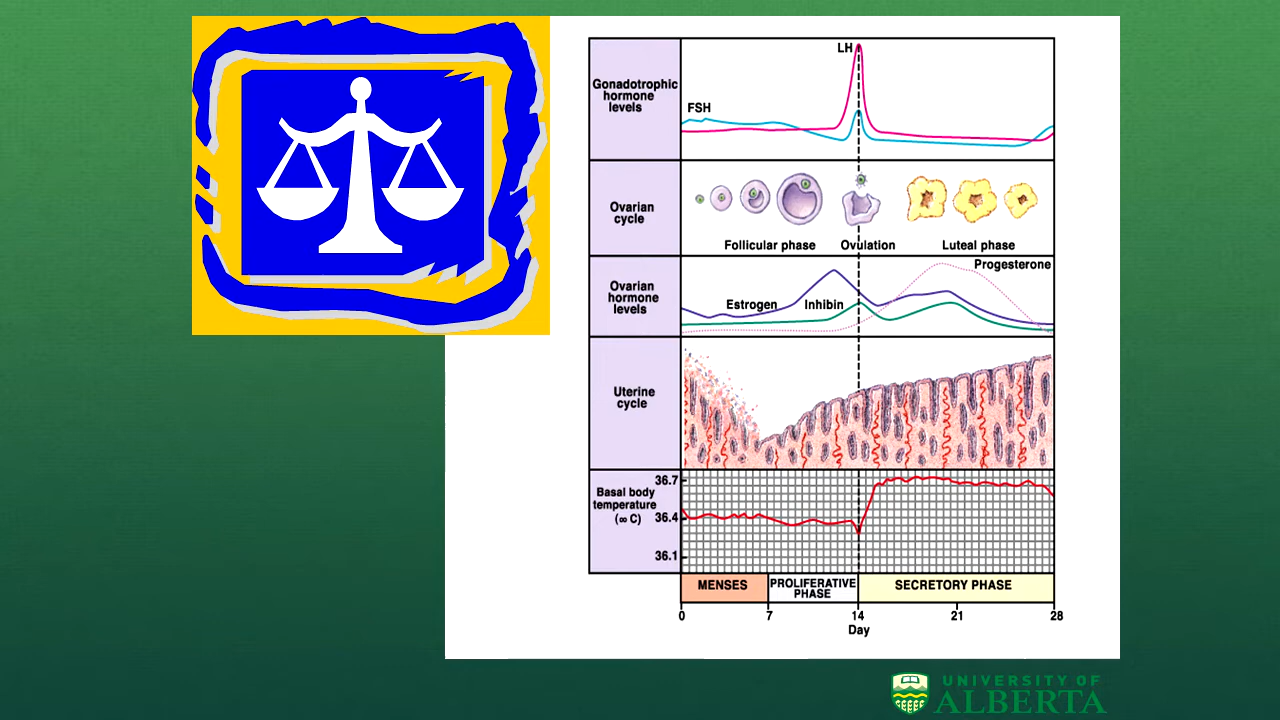 Gonadotrophic
hormone
levels
LH
FSH
Ovarian
cycle
Follicular phase
Ovulation
Luteal phase
Ovarian
hormone
levels
Estrogen
Inhibin
Progesterone
Uterine
cycle
Basal body
temperature
(∞ C)
36.7
36.4
36.1
MENSES
PROLIFERATIVE
PHASE
SECRETORY PHASE
0 7 14 21 28
Day
UNIVERSITY OF
ALBERTA